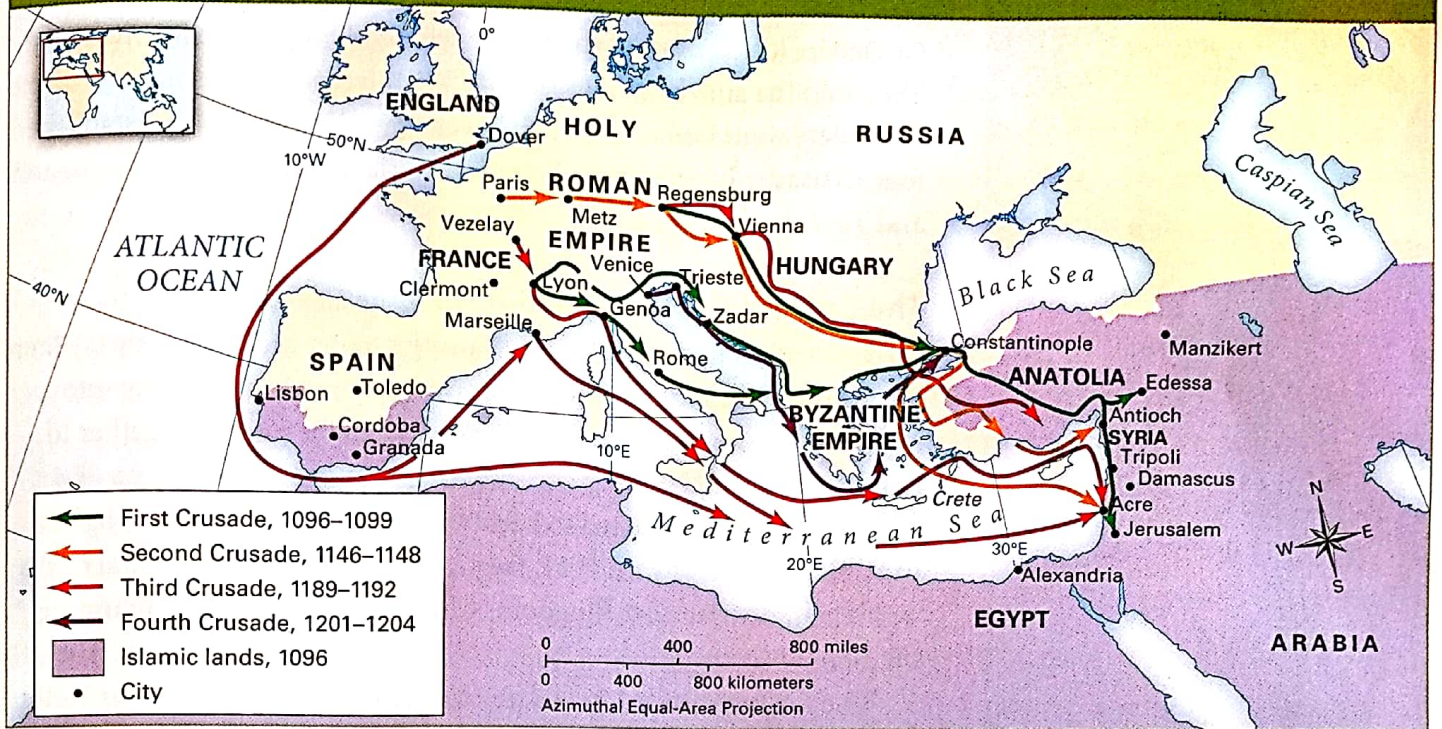 0°
ENGLAND
Dover
HOLY
RUSSIA
50°N
10°W
Caspian Sea
Paris
ROMAN
Regensburg
Metz
Vezelay
Vienna
ATLANTIC
OCEAN
EMPIRE
FRANCE
Venice
Trieste
HUNGARY
Black Sea
Clermont
Lyon
40°N
Genoa
Zadar
Marseille
Constantinople
Manzikert
Rome
SPAIN
ANATOLIA
Edessa
Lisbon
Toledo
BYZANTINE
EMPIRE
Antioch
Cordoba
SYRIA
Granada
10°E
Tripoli
Damascus
Crete
Acre
Mediterranean Sea
Jerusalem
30°E
20°E
Alexandria
EGYPT
ARABIA
N
W
E
S
First Crusade, 1096–1099
Second Crusade, 1146–1148
Third Crusade, 1189–1192
Fourth Crusade, 1201–1204
Islamic lands, 1096
City
0 400 800 miles
0 400 800 kilometers
Azimuthal Equal-Area Projection